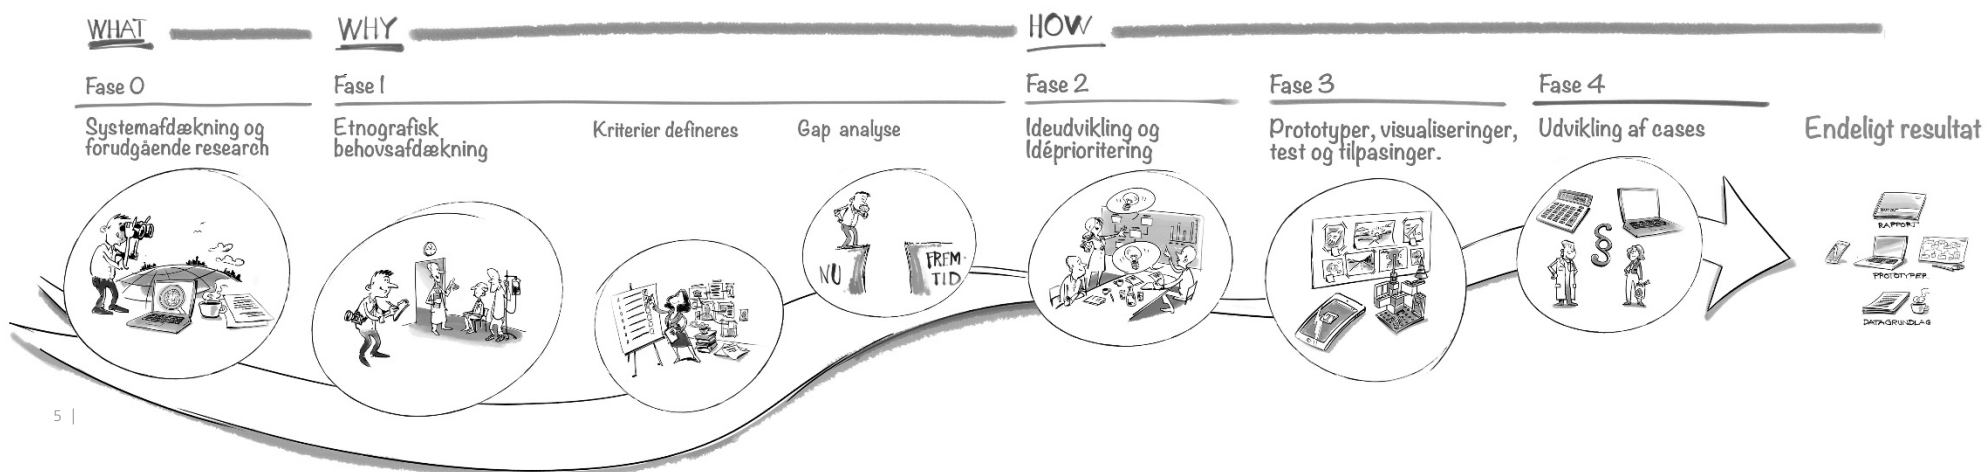 WHAT
WHY
HOW
Fase 0
Fase 1
Fase 2
Fase 3
Fase 4
Systemafdækning og
forudgående research
Etnografisk
behovsafdækning
Kriterier defineres
Gap analyse
Ideudvikling og
Idéprioritering
Prototyper, visualiseringer,
test og tilpasinger.
Udvikling af cases
Endeligt resultat
NU
FREM-
TID
§
RAPPORT
PROTOTYPER
DATAGRUNDLAG
5 |